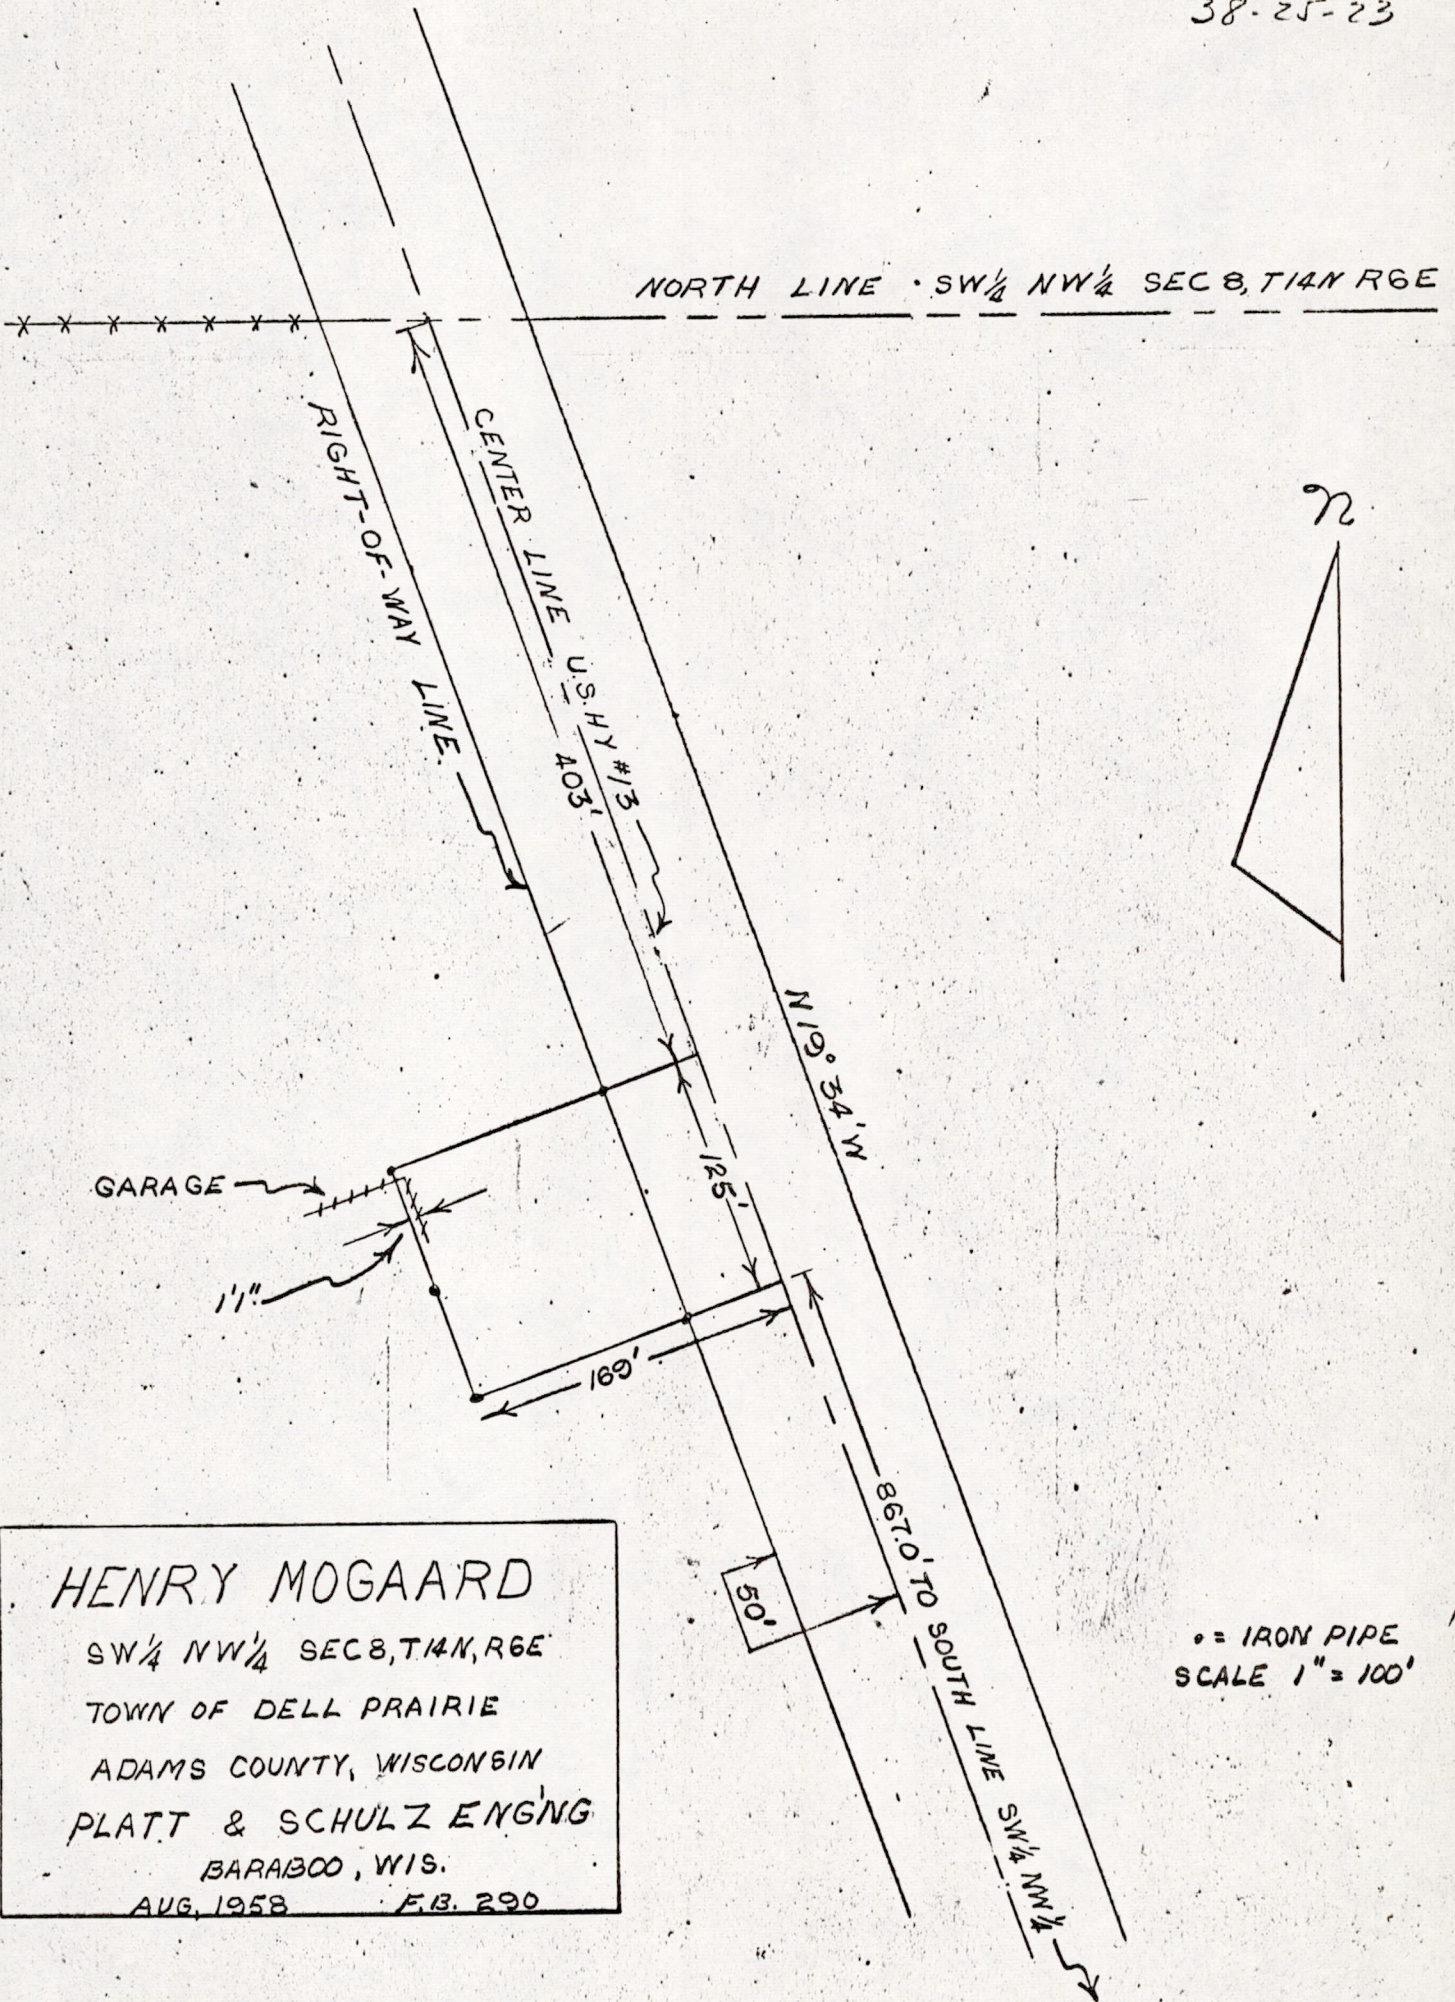 38-25-23
NORTH LINE SW¼ NW¼ SEC 8, T14N R6E
RIGHT-OF-WAY LINE
CENTER LINE U.S. HY #13
403'
N
N 19° 34' W
125'
GARAGE
1'1"
169'
867.0' TO SOUTH LINE SW¼ NW¼
50'
HENRY MOGAARD
SW¼ NW¼ SEC 8, T14N, R6E
TOWN OF DELL PRAIRIE
ADAMS COUNTY, WISCONSIN
PLATT & SCHULZ ENG'NG
BARABOO, WIS.
AUG, 1958 F.B. 290
• = IRON PIPE
SCALE 1" = 100'